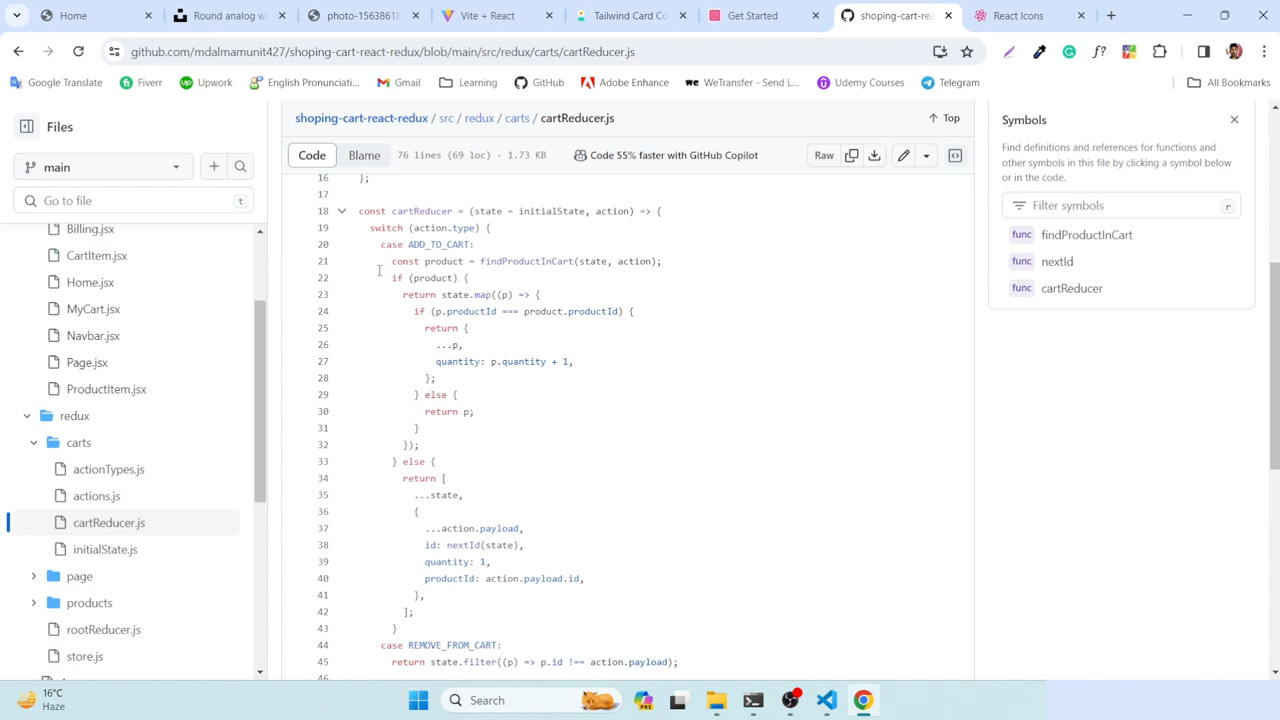 Home
Round analog w
photo-15638618
Vite + React
Tailwind Card Co
Get Started
shoping-cart-rea
React Icons
github.com/mdalmamunit427/shoping-cart-react-redux/blob/main/src/redux/carts/cartReducer.js
Google Translate
Fiverr
Upwork
English Pronunciati...
Gmail
Learning
GitHub
Adobe Enhance
WeTransfer - Send L...
Udemy Courses
Telegram
All Bookmarks
Files
main
Go to file
t
Billing.jsx
CartItem.jsx
Home.jsx
MyCart.jsx
Navbar.jsx
Page.jsx
ProductItem.jsx
redux
carts
actionTypes.js
actions.js
cartReducer.js
initialState.js
page
products
rootReducer.js
store.js
shoping-cart-react-redux / src / redux / carts / cartReducer.js
Top
Code Blame 76 lines (69 loc) · 1.73 KB Code 55% faster with GitHub Copilot Raw
16 };
17
18 const cartReducer = (state = initialState, action) => {
19 switch (action.type) {
20 case ADD_TO_CART:
21 const product = findProductInCart(state, action);
22 if (product) {
23 return state.map((p) => {
24 if (p.productId === product.productId) {
25 return {
26 ...p,
27 quantity: p.quantity + 1,
28 };
29 } else {
30 return p;
31 }
32 });
33 } else {
34 return [
35 ...state,
36 {
37 ...action.payload,
38 id: nextId(state),
39 quantity: 1,
40 productId: action.payload.id,
41 },
42 ];
43 }
44 case REMOVE_FROM_CART:
45 return state.filter((p) => p.id !== action.payload);
46
Symbols
Find definitions and references for functions and
other symbols in this file by clicking a symbol below
or in the code.
Filter symbols
r
func findProductInCart
func nextId
func cartReducer
16°C
Haze
Search